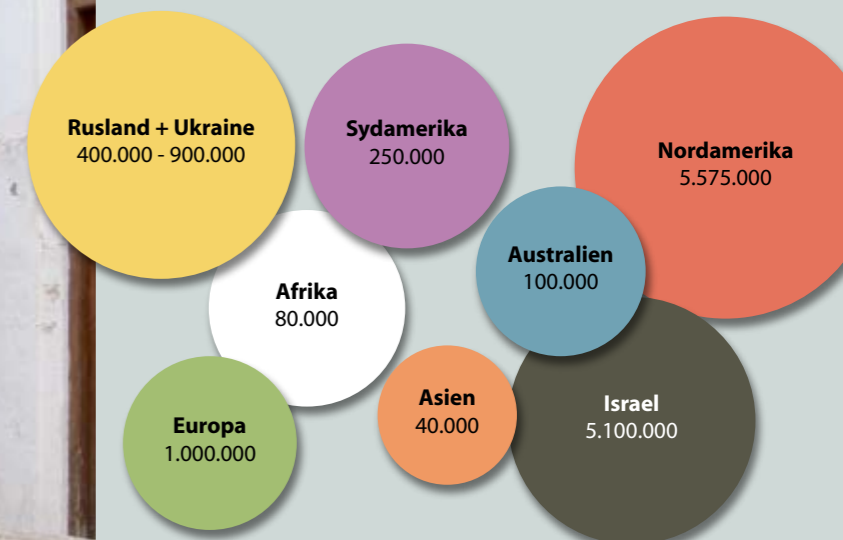 Rusland + Ukraine
400.000 - 900.000
Sydamerika
250.000
Nordamerika
5.575.000
Australien
100.000
Afrika
80.000
Asien
40.000
Israel
5.100.000
Europa
1.000.000